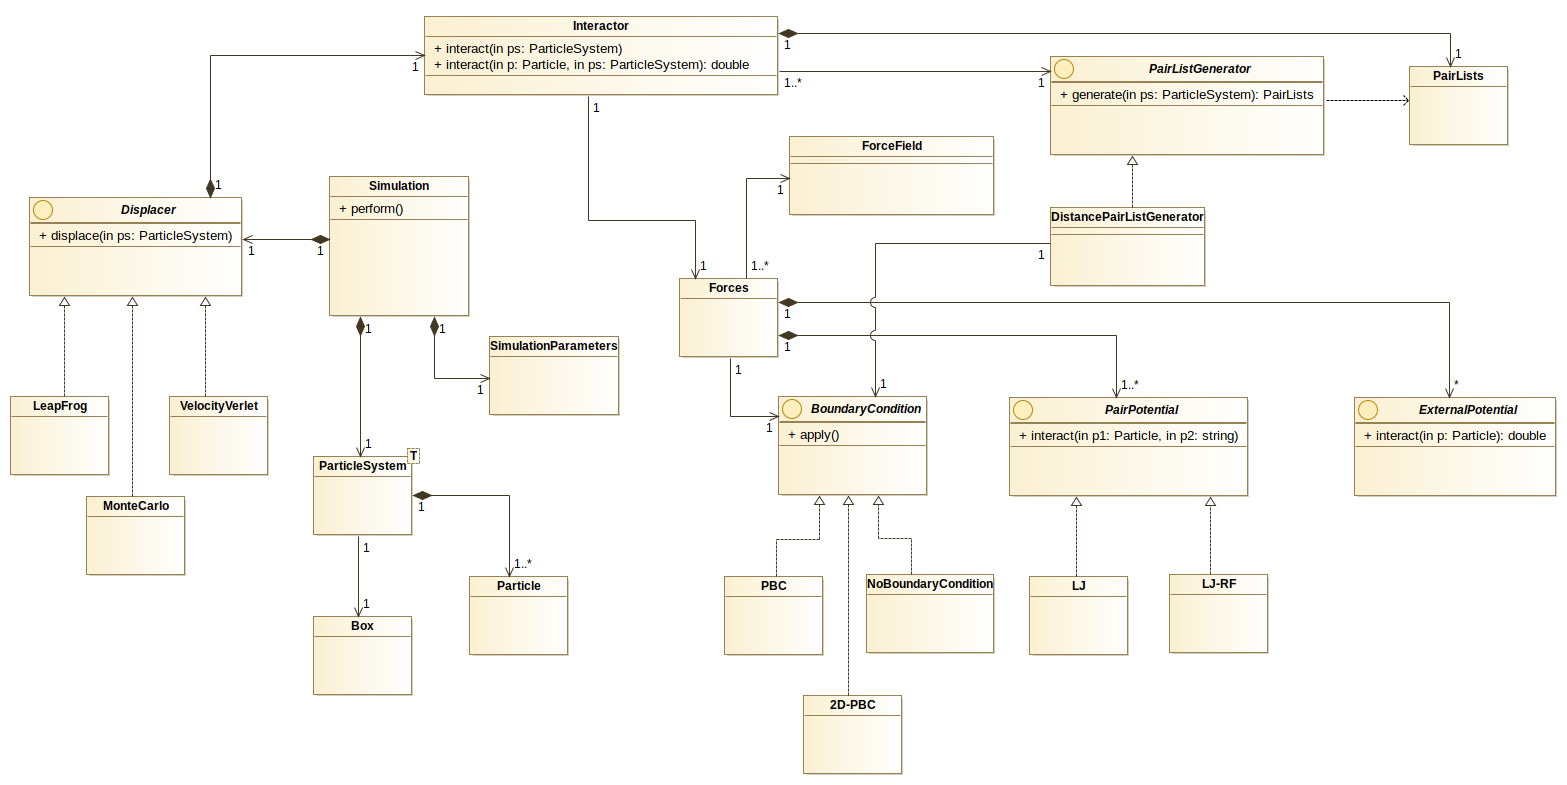 Interactor
+ interact(in ps: ParticleSystem)
+ interact(in p: Particle, in ps: ParticleSystem): double
1
1
1
1..*
1
1
PairListGenerator
+ generate(in ps: ParticleSystem): PairLists
PairLists
ForceField
1
1..*
1
Displacer
+ displace(in ps: ParticleSystem)
1
1
1
Simulation
+ perform()
1
1
DistancePairListGenerator
1
1
Forces
1
1
1
1
SimulationParameters
1
1
LeapFrog
VelocityVerlet
MonteCarlo
ParticleSystem
T
1
1
1
1..*
Particle
Box
BoundaryCondition
+ apply()
1
1..*
PairPotential
+ interact(in p1: Particle, in p2: string)
*
ExternalPotential
+ interact(in p: Particle): double
PBC
NoBoundaryCondition
2D-PBC
LJ
LJ-RF